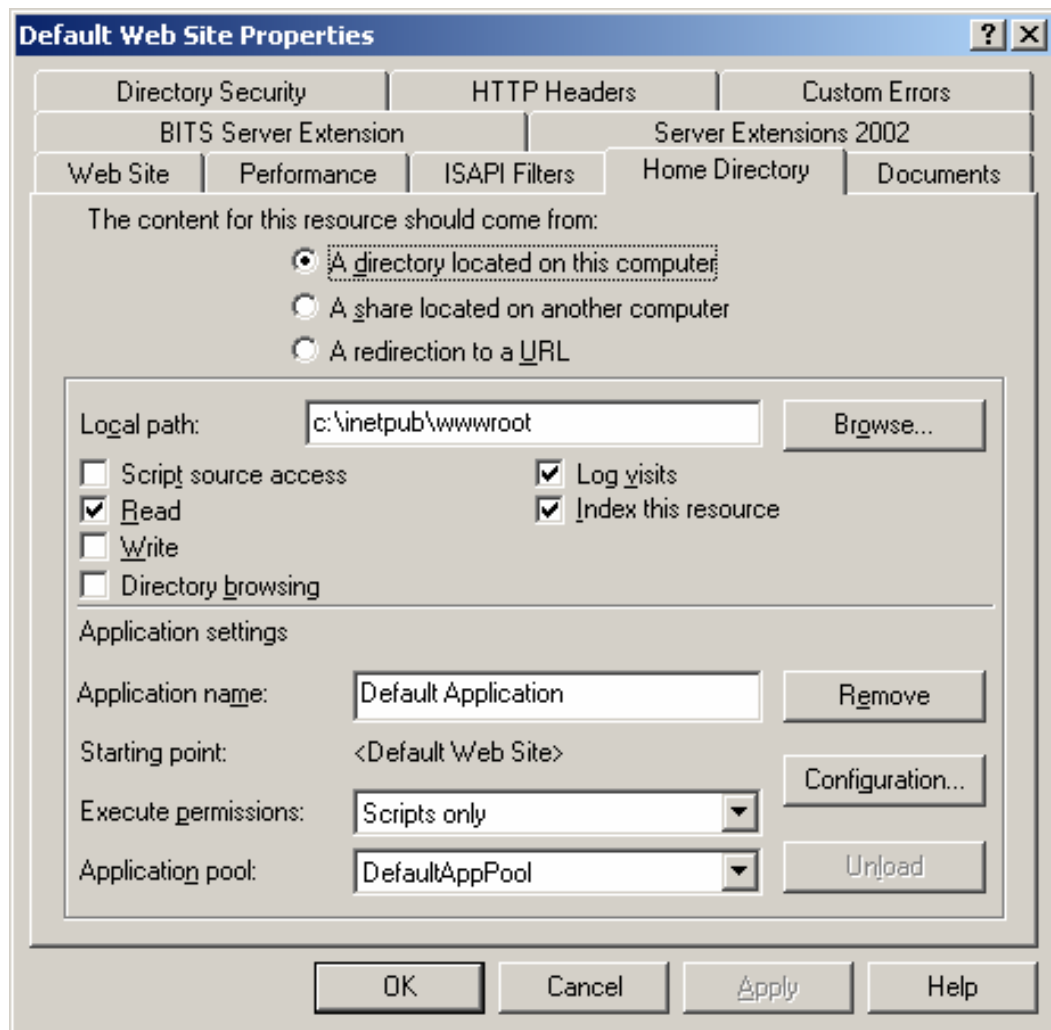 Default Web Site Properties
Directory Security HTTP Headers Custom Errors
BITS Server Extension Server Extensions 2002
Web Site Performance ISAPI Filters Home Directory Documents
The content for this resource should come from:
A directory located on this computer
A share located on another computer
A redirection to a URL
Local path: c:\inetpub\wwwroot Browse...
Script source access Log visits
Read Index this resource
Write
Directory browsing
Application settings
Application name: Default Application Remove
Starting point: <Default Web Site>
Configuration...
Execute permissions: Scripts only
Application pool: DefaultAppPool Unload
OK Cancel Apply Help